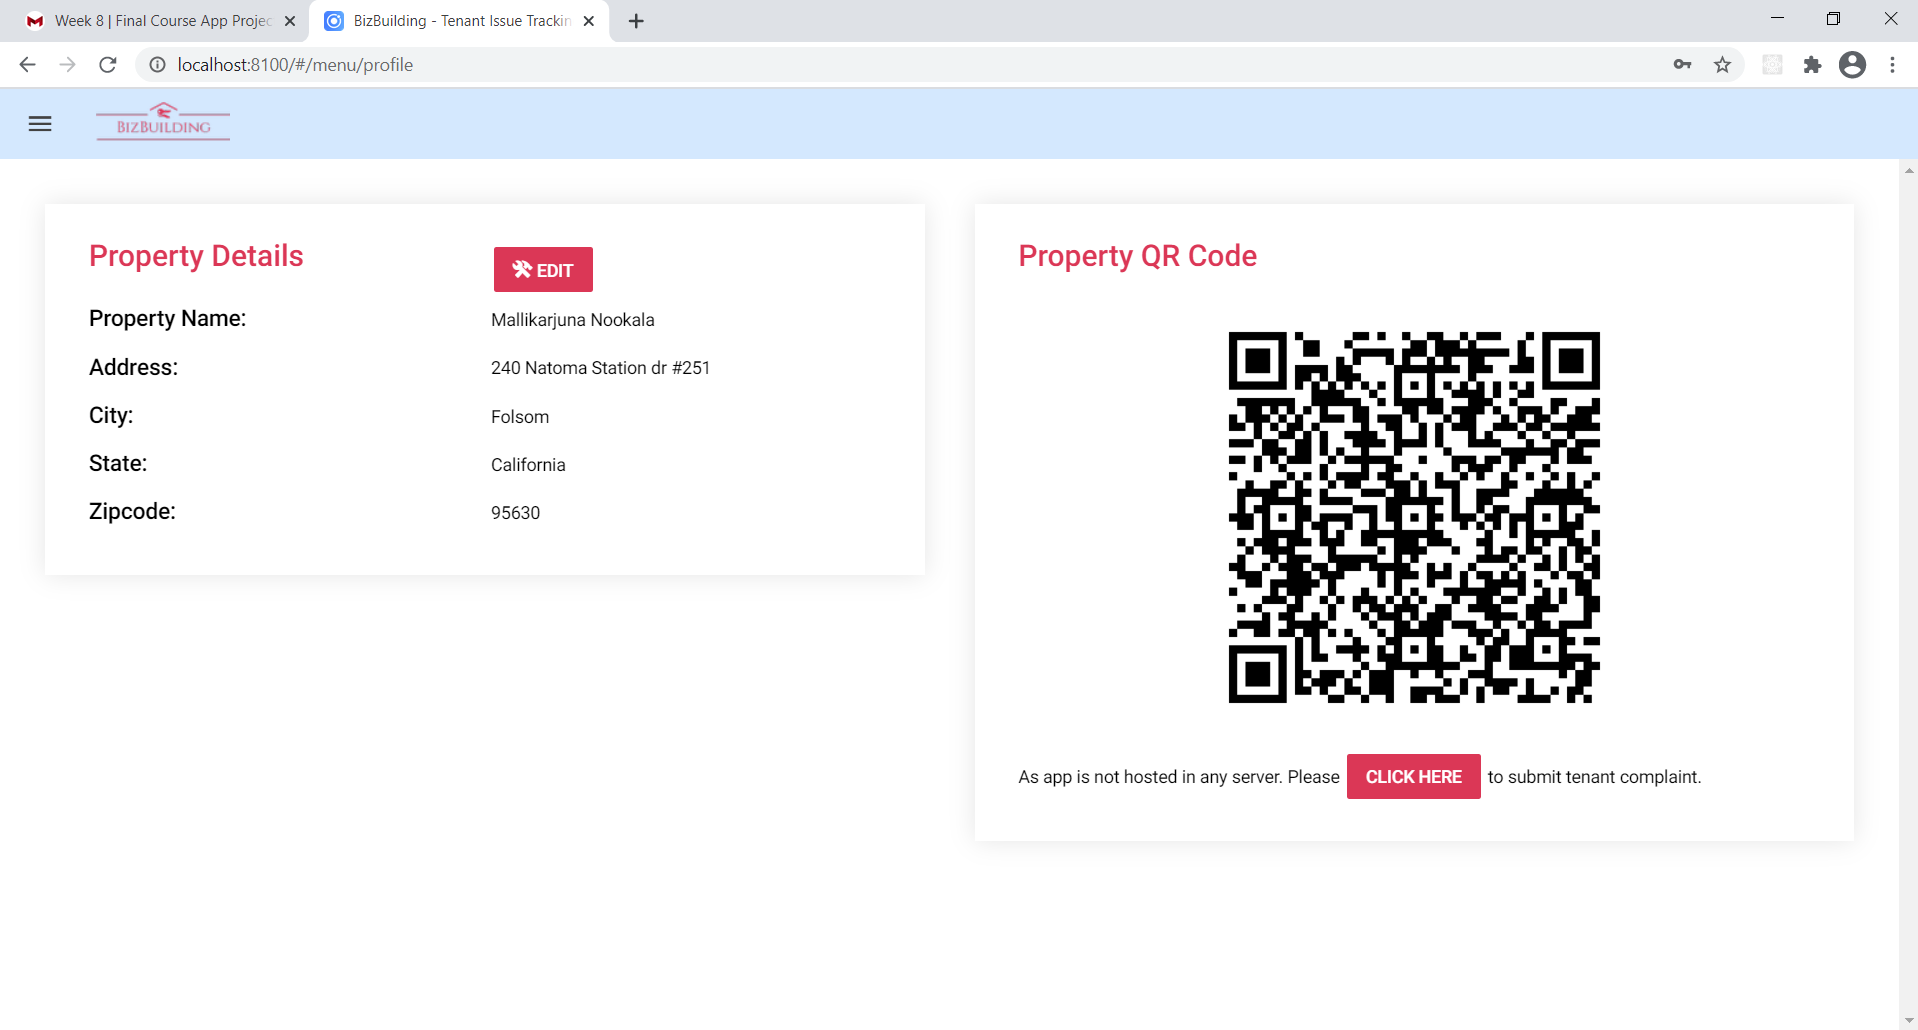 Week 8 | Final Course App Projec
BizBuilding - Tenant Issue Trackin
localhost:8100/#/menu/profile
BIZBUILDING
Property Details
EDIT
Property Name: Mallikarjuna Nookala
Address: 240 Natoma Station dr #251
City: Folsom
State: California
Zipcode: 95630
Property QR Code
As app is not hosted in any server. Please CLICK HERE to submit tenant complaint.